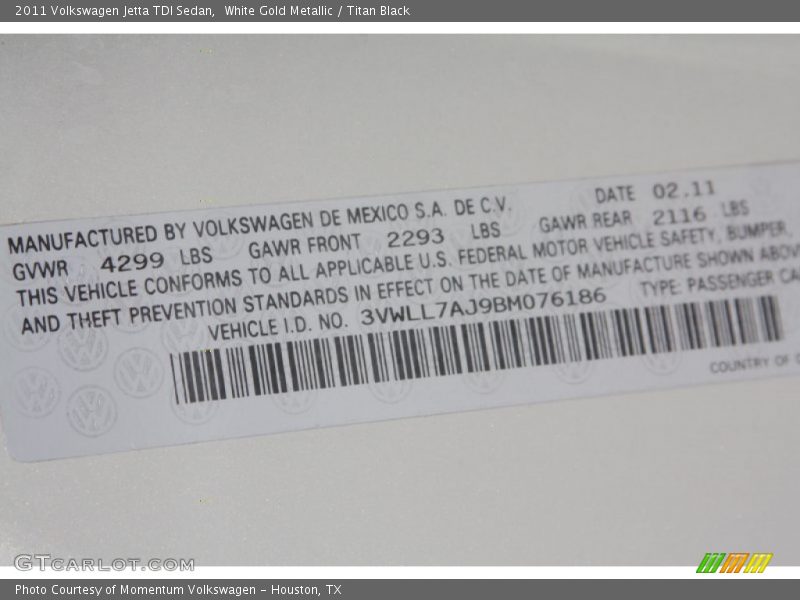 2011 Volkswagen Jetta TDI Sedan, White Gold Metallic / Titan Black
MANUFACTURED BY VOLKSWAGEN DE MEXICO S.A. DE C.V. DATE 02.11
GVWR 4299 LBS GAWR FRONT 2293 LBS GAWR REAR 2116 LBS
THIS VEHICLE CONFORMS TO ALL APPLICABLE U.S. FEDERAL MOTOR VEHICLE SAFETY, BUMPER,
AND THEFT PREVENTION STANDARDS IN EFFECT ON THE DATE OF MANUFACTURE SHOWN ABOVE
VEHICLE I.D. NO. 3VWLL7AJ9BM076186 TYPE: PASSENGER CA
COUNTRY OF
GTCARLOT.COM
Photo Courtesy of Momentum Volkswagen - Houston, TX